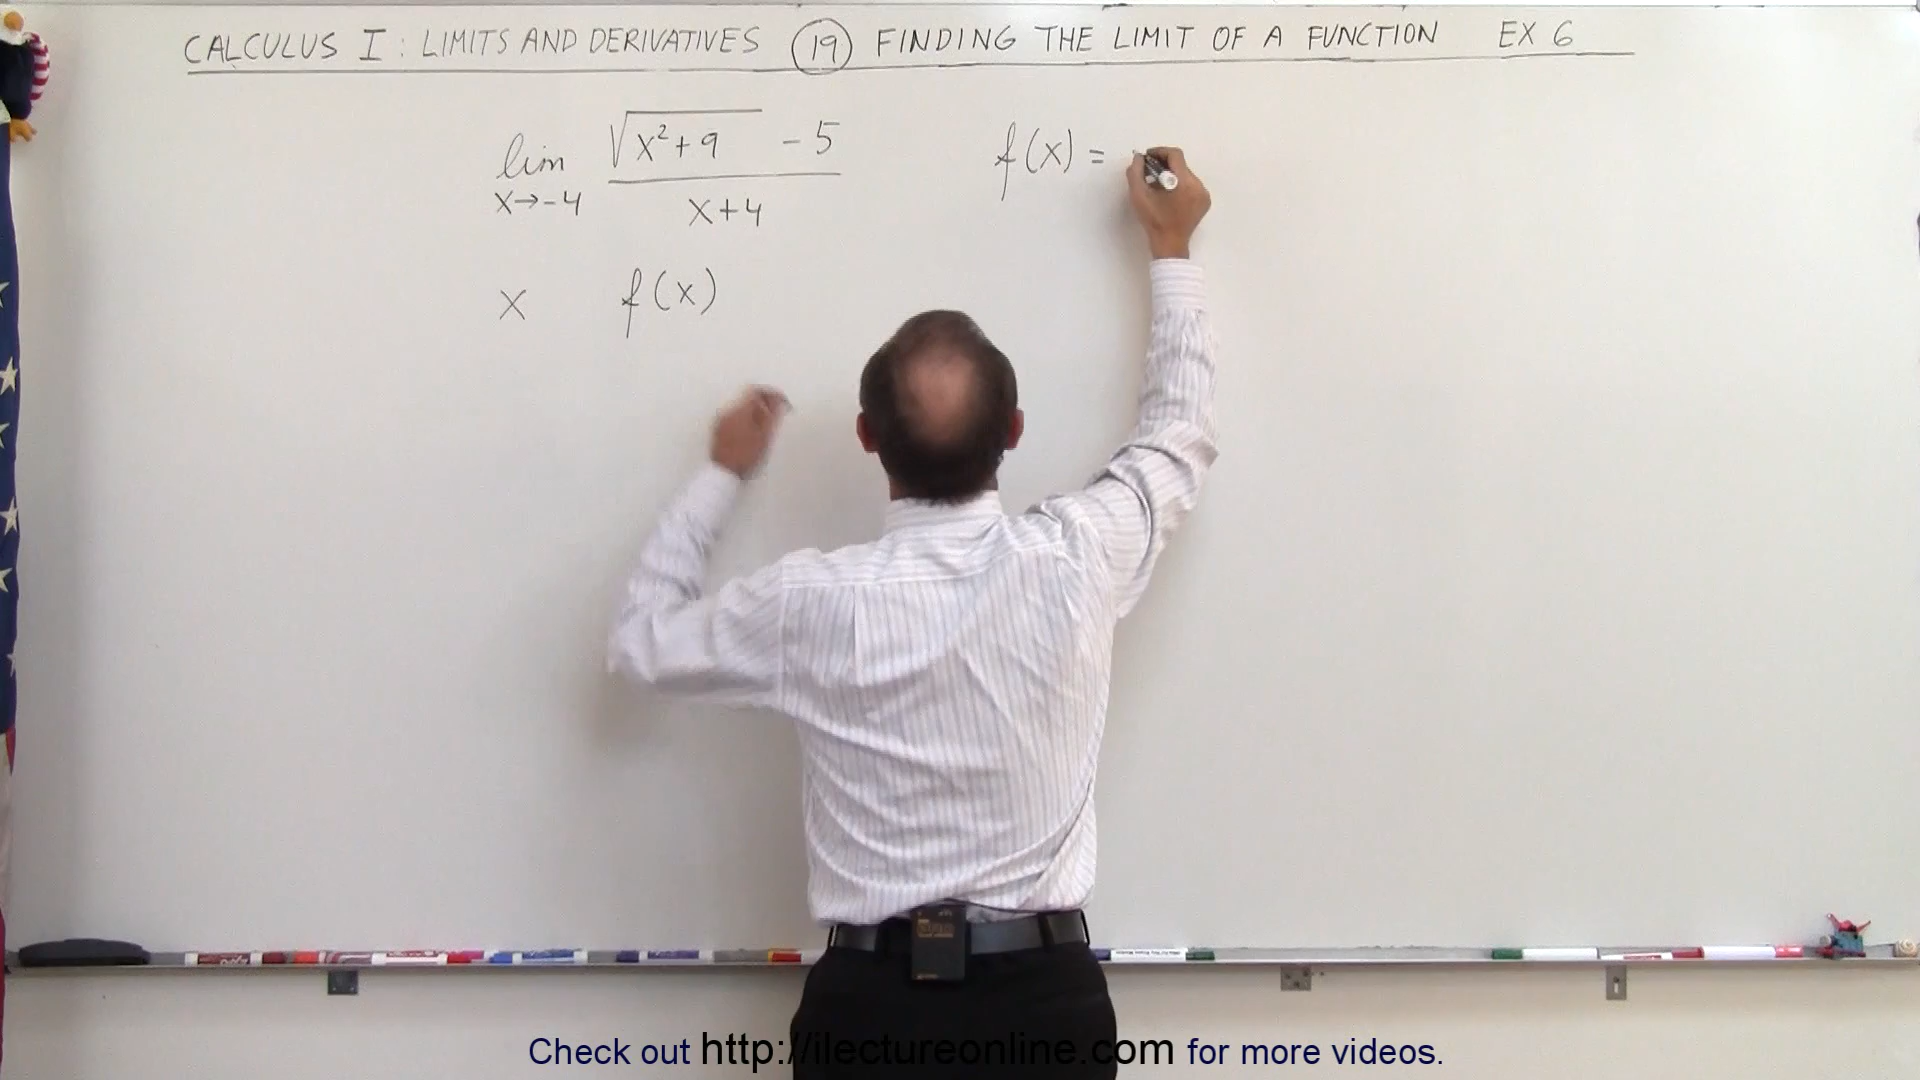 CALCULUS I: LIMITS AND DERIVATIVES (19) FINDING THE LIMIT OF A FUNCTION EX 6
lim x→-4 (√(x²+9) - 5)/(x+4)
f(x) =
x f(x)
Check out http://ilectureonline.com for more videos.